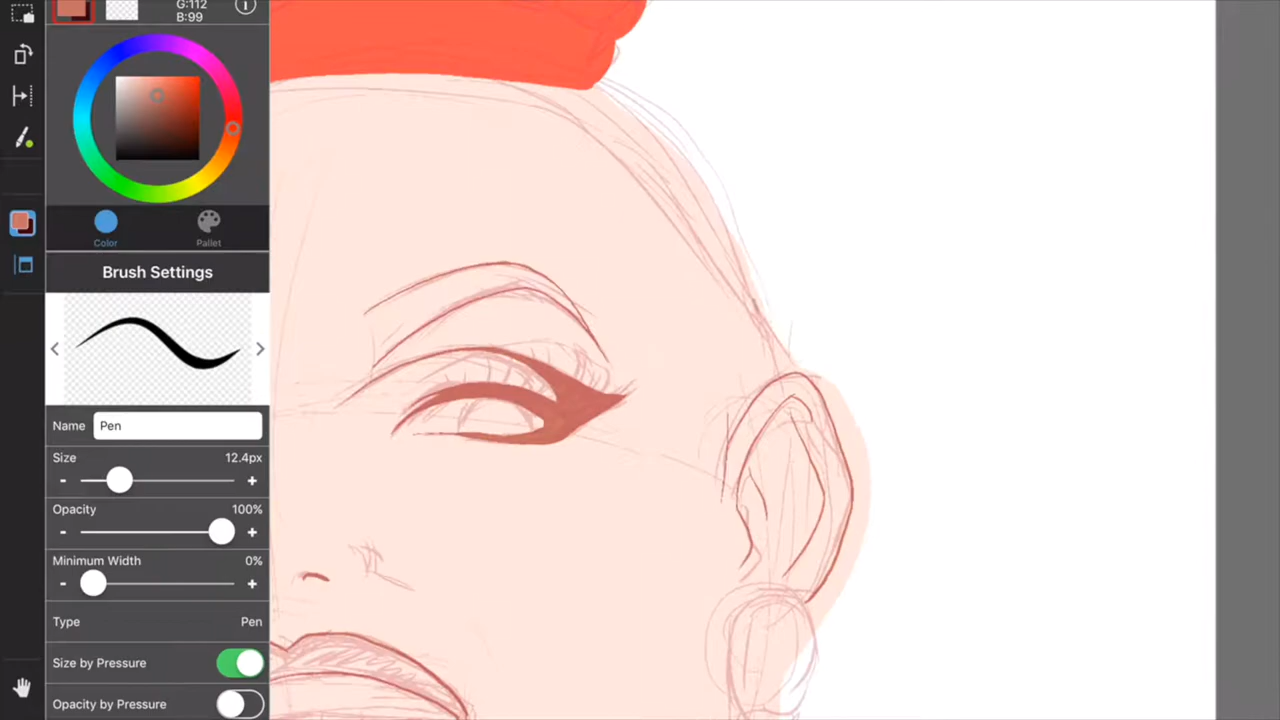 G:112
B:99
Color
Pallet
Brush Settings
Name Pen
Size 12.4px
- +
Opacity 100%
- +
Minimum Width 0%
- +
Type Pen
Size by Pressure
Opacity by Pressure